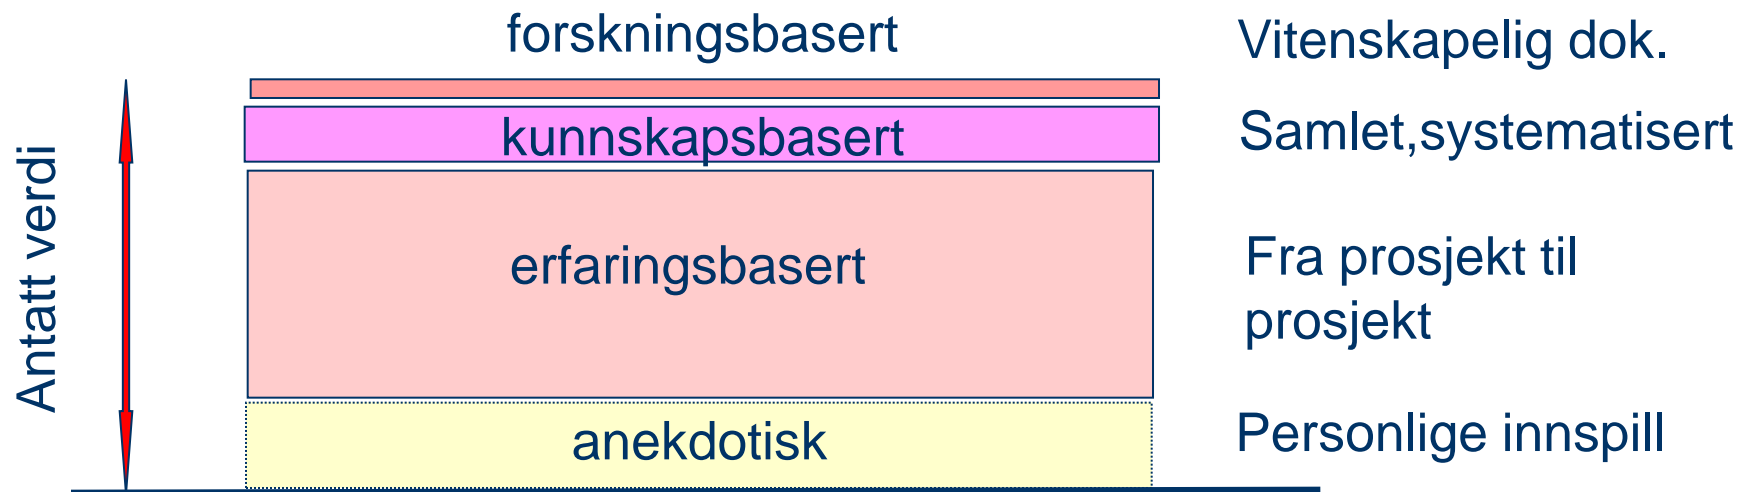 forskningsbasert
Vitenskapelig dok.
kunnskapsbasert
Samlet,systematisert
Antatt verdi
erfaringsbasert
Fra prosjekt til
prosjekt
anekdotisk
Personlige innspill